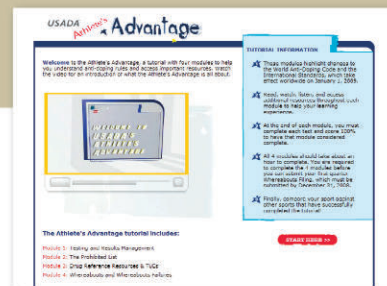 USADA Athlete's Advantage
Welcome to the Athlete's Advantage, a tutorial with four modules to help
you understand anti-doping rules and access important resources. Watch
the video for an introduction of what the Athlete's Advantage is all about.
The Athlete's Advantage tutorial includes:
Module 1: Testing and Results Management
Module 2: The Prohibited List
Module 3: Drug Reference Resources & TUEs
Module 4: Whereabouts and Whereabouts Failures
TUTORIAL INFORMATION
These modules highlight changes to
the World Anti-Doping Code and the
International Standards, which take
effect worldwide on January 1, 2009.
Read, watch, listen, and access
additional resources throughout each
module to help your learning
experience.
At the end of each module, you must
complete each test and score 100%
to have that module considered
complete.
All 4 modules should take about an
hour to complete. You are required
to complete the 4 modules before
you can submit your first quarter
Whereabouts Filing, which must be
submitted by December 31, 2008.
Finally, compare your sport against
other sports that have successfully
completed the tutorial!
START HERE >>